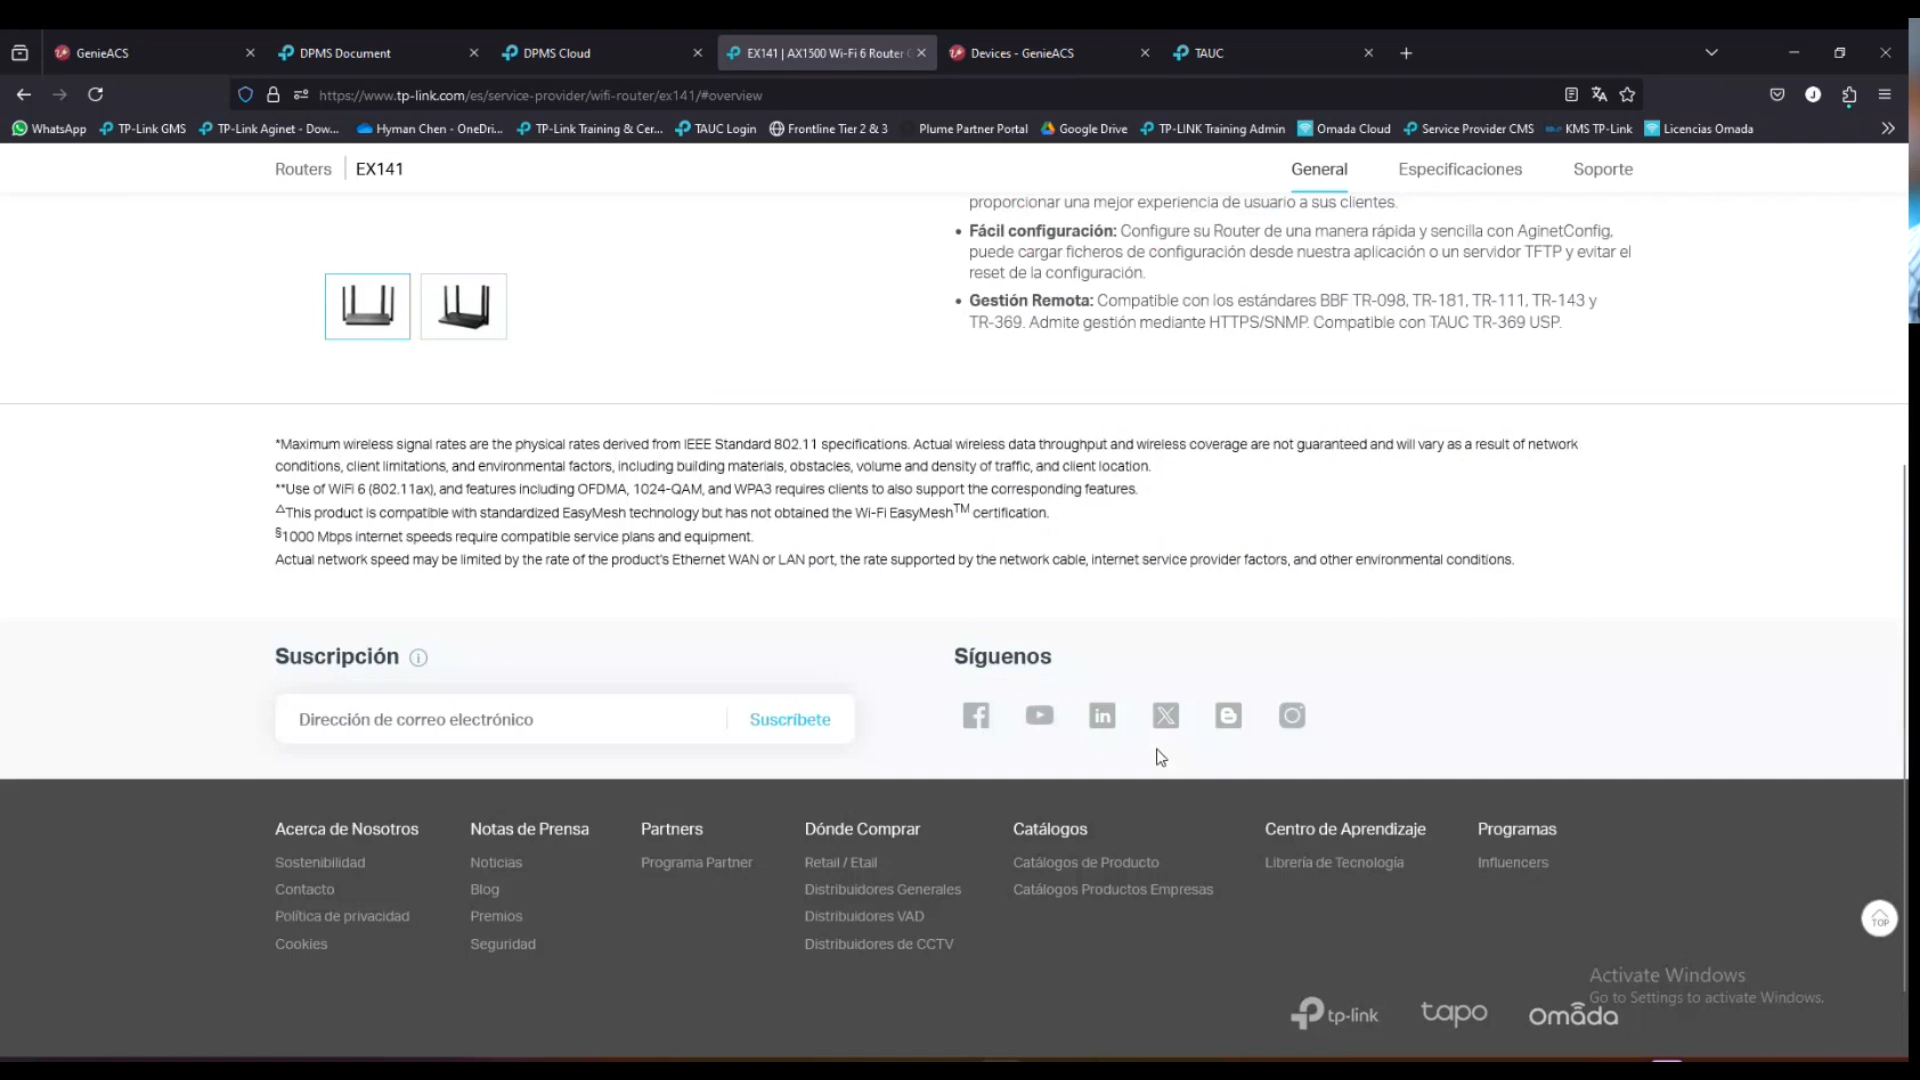 GenieACS
DPMS Document
DPMS Cloud
EX141 | AX1500 Wi-Fi 6 Router
Devices - GenieACS
TAUC
https://www.tp-link.com/es/service-provider/wifi-router/ex141/#overview
WhatsApp
TP-Link GMS
TP-Link Aginet - Dow...
Hyman Chen - OneDri...
TP-Link Training & Cer...
TAUC Login
Frontline Tier 2 & 3
Plume Partner Portal
Google Drive
TP-LINK Training Admin
Omada Cloud
Service Provider CMS
KMS TP-Link
Licencias Omada
Routers
EX141
General
Especificaciones
Soporte
proporcionar una mejor experiencia de usuario a sus clientes.
• Fácil configuración: Configure su Router de una manera rápida y sencilla con AginetConfig,
puede cargar ficheros de configuración desde nuestra aplicación o un servidor TFTP y evitar el
reset de la configuración.
• Gestión Remota: Compatible con los estándares BBF TR-098, TR-181, TR-111, TR-143 y
TR-369. Admite gestión mediante HTTPS/SNMP. Compatible con TAUC TR-369 USP.
*Maximum wireless signal rates are the physical rates derived from IEEE Standard 802.11 specifications. Actual wireless data throughput and wireless coverage are not guaranteed and will vary as a result of network
conditions, client limitations, and environmental factors, including building materials, obstacles, volume and density of traffic, and client location.
**Use of WiFi 6 (802.11ax), and features including OFDMA, 1024-QAM, and WPA3 requires clients to also support the corresponding features.
△This product is compatible with standardized EasyMesh technology but has not obtained the Wi-Fi EasyMesh™ certification.
§1000 Mbps internet speeds require compatible service plans and equipment.
Actual network speed may be limited by the rate of the product's Ethernet WAN or LAN port, the rate supported by the network cable, internet service provider factors, and other environmental conditions.
Suscripción
Síguenos
Dirección de correo electrónico
Suscríbete
Acerca de Nosotros
Sostenibilidad
Contacto
Política de privacidad
Cookies
Notas de Prensa
Noticias
Blog
Premios
Seguridad
Partners
Programa Partner
Dónde Comprar
Retail / Etail
Distribuidores Generales
Distribuidores VAD
Distribuidores de CCTV
Catálogos
Catálogos de Producto
Catálogos Productos Empresas
Centro de Aprendizaje
Librería de Tecnología
Programas
Influencers
TOP
Activate Windows
Go to Settings to activate Windows.
tp-link
tapo
omada